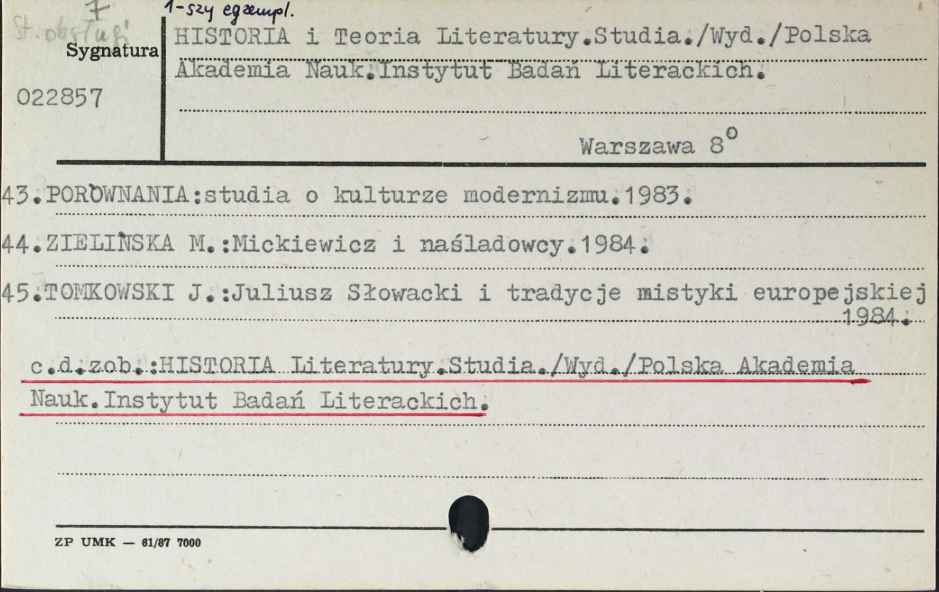 7
1-szy egzempl.
St. obsługi
Sygnatura
022857
HISTORIA i Teoria Literatury.Studia./Wyd./Polska
Akademia Nauk.Instytut Badań Literackich.
Warszawa 8°
43.PORÓWNANIA:studia o kulturze modernizmu.1983.
44.ZIELIŃSKA M.:Mickiewicz i naśladowcy.1984.
45.TOMKOWSKI J.:Juliusz Słowacki i tradycje mistyki europejskiej
1984.
c.d.zob.:HISTORIA Literatury.Studia./Wyd./Polska Akademia
Nauk.Instytut Badań Literackich.
ZP UMK — 61/87 7000